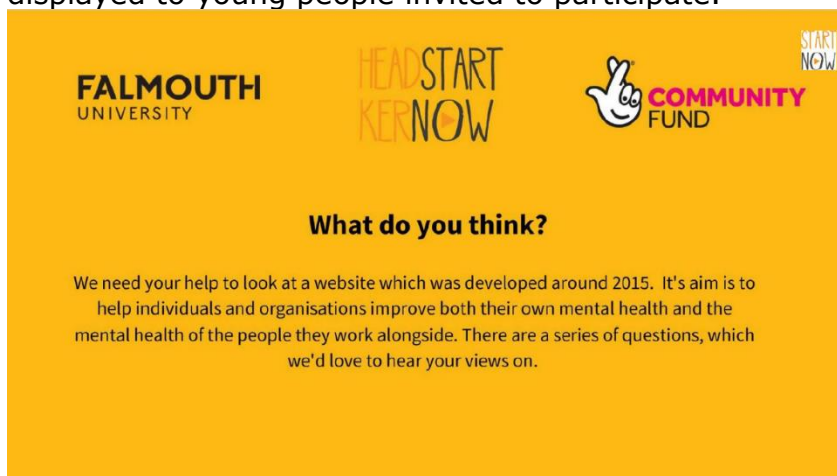 displayed to young people invited to participate.
START
NOW
FALMOUTH
UNIVERSITY
HEADSTART
KERNOW
COMMUNITY
FUND
What do you think?
We need your help to look at a website which was developed around 2015. It's aim is to
help individuals and organisations improve both their own mental health and the
mental health of the people they work alongside. There are a series of questions, which
we'd love to hear your views on.